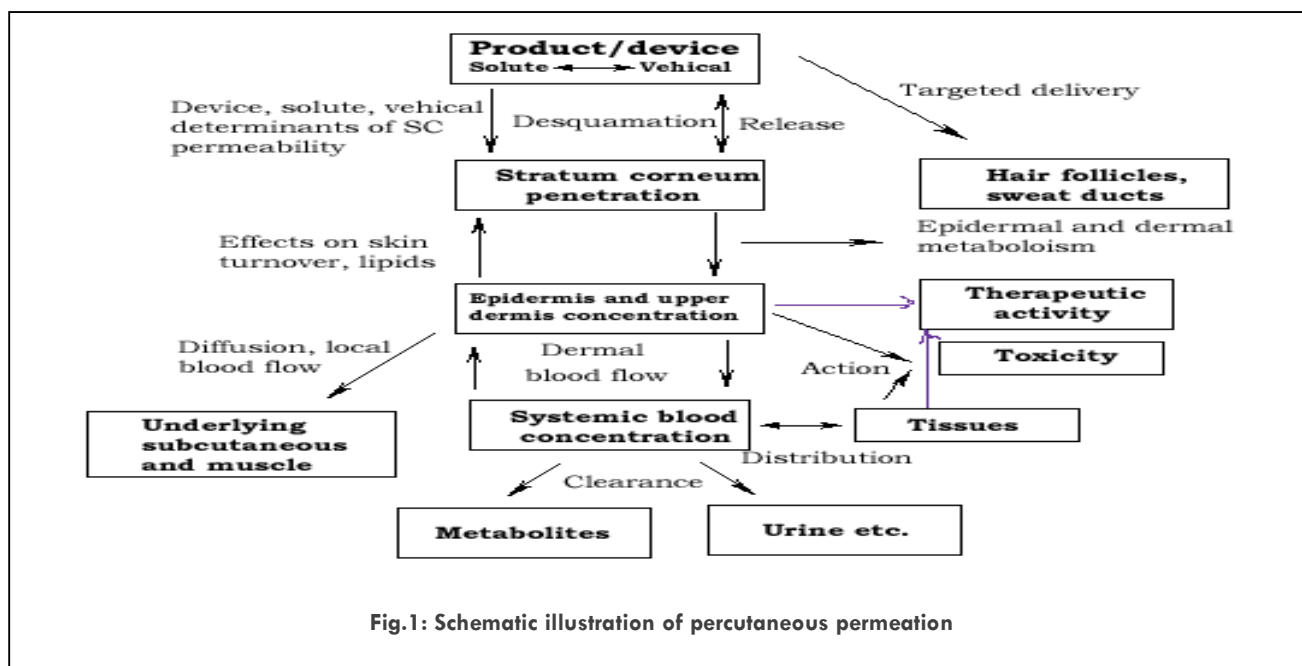 Product/device
Solute Vehical
Targeted delivery
Device, solute, vehical
determinants of SC
permeability
Desquamation
Release
Stratum corneum
penetration
Hair follicles,
sweat ducts
Effects on skin
turnover, lipids
Epidermal and dermal
metaboloism
Epidermis and upper
dermis concentration
Therapeutic
activity
Diffusion, local
blood flow
Dermal
blood flow
Action
Toxicity
Underlying
subcutaneous
and muscle
Systemic blood
concentration
Tissues
Distribution
Clearance
Metabolites
Urine etc.
Fig.1: Schematic illustration of percutaneous permeation